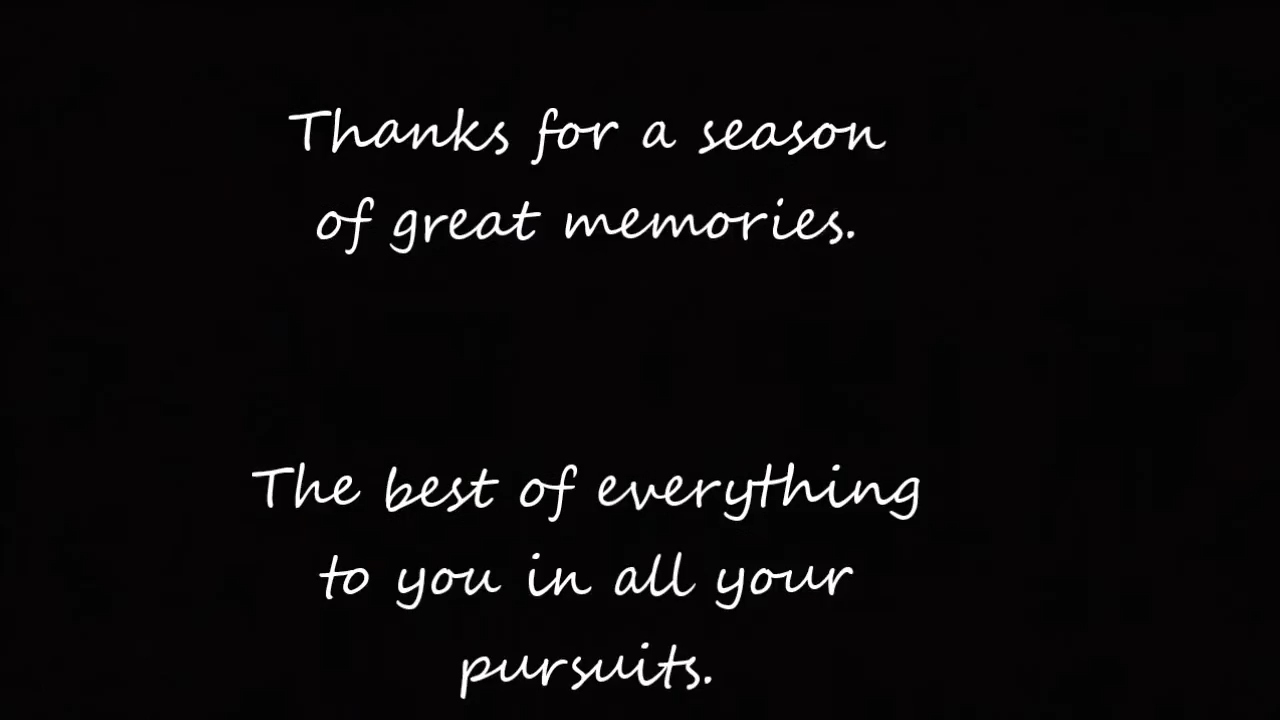 Thanks for a season
of great memories.
The best of everything
to you in all your
pursuits.